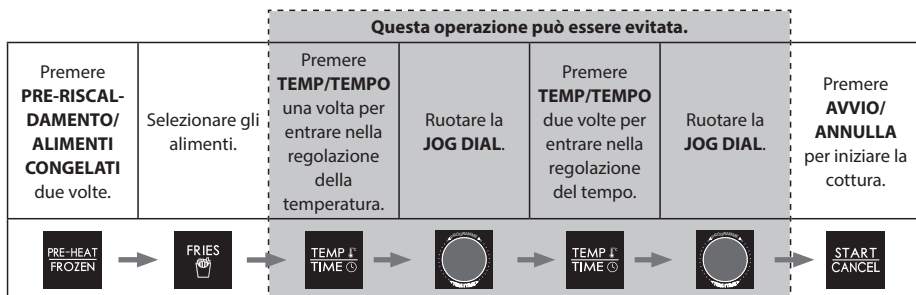 Questa operazione può essere evitata.
Premere
PRE-RISCAL-
DAMENTO/
ALIMENTI
CONGELATI
due volte.
Selezionare gli
alimenti.
Premere
TEMP/TEMPO
una volta per
entrare nella
regolazione
della
temperatura.
Ruotare la
JOG DIAL.
Premere
TEMP/TEMPO
due volte per
entrare nella
regolazione
del tempo.
Ruotare la
JOG DIAL.
Premere
AVVIO/
ANNULLA
per iniziare la
cottura.
PRE-HEAT
FROZEN
FRIES
TEMP
TIME
PROGRAMME
TEMP
TIME
PROGRAMME
START
CANCEL